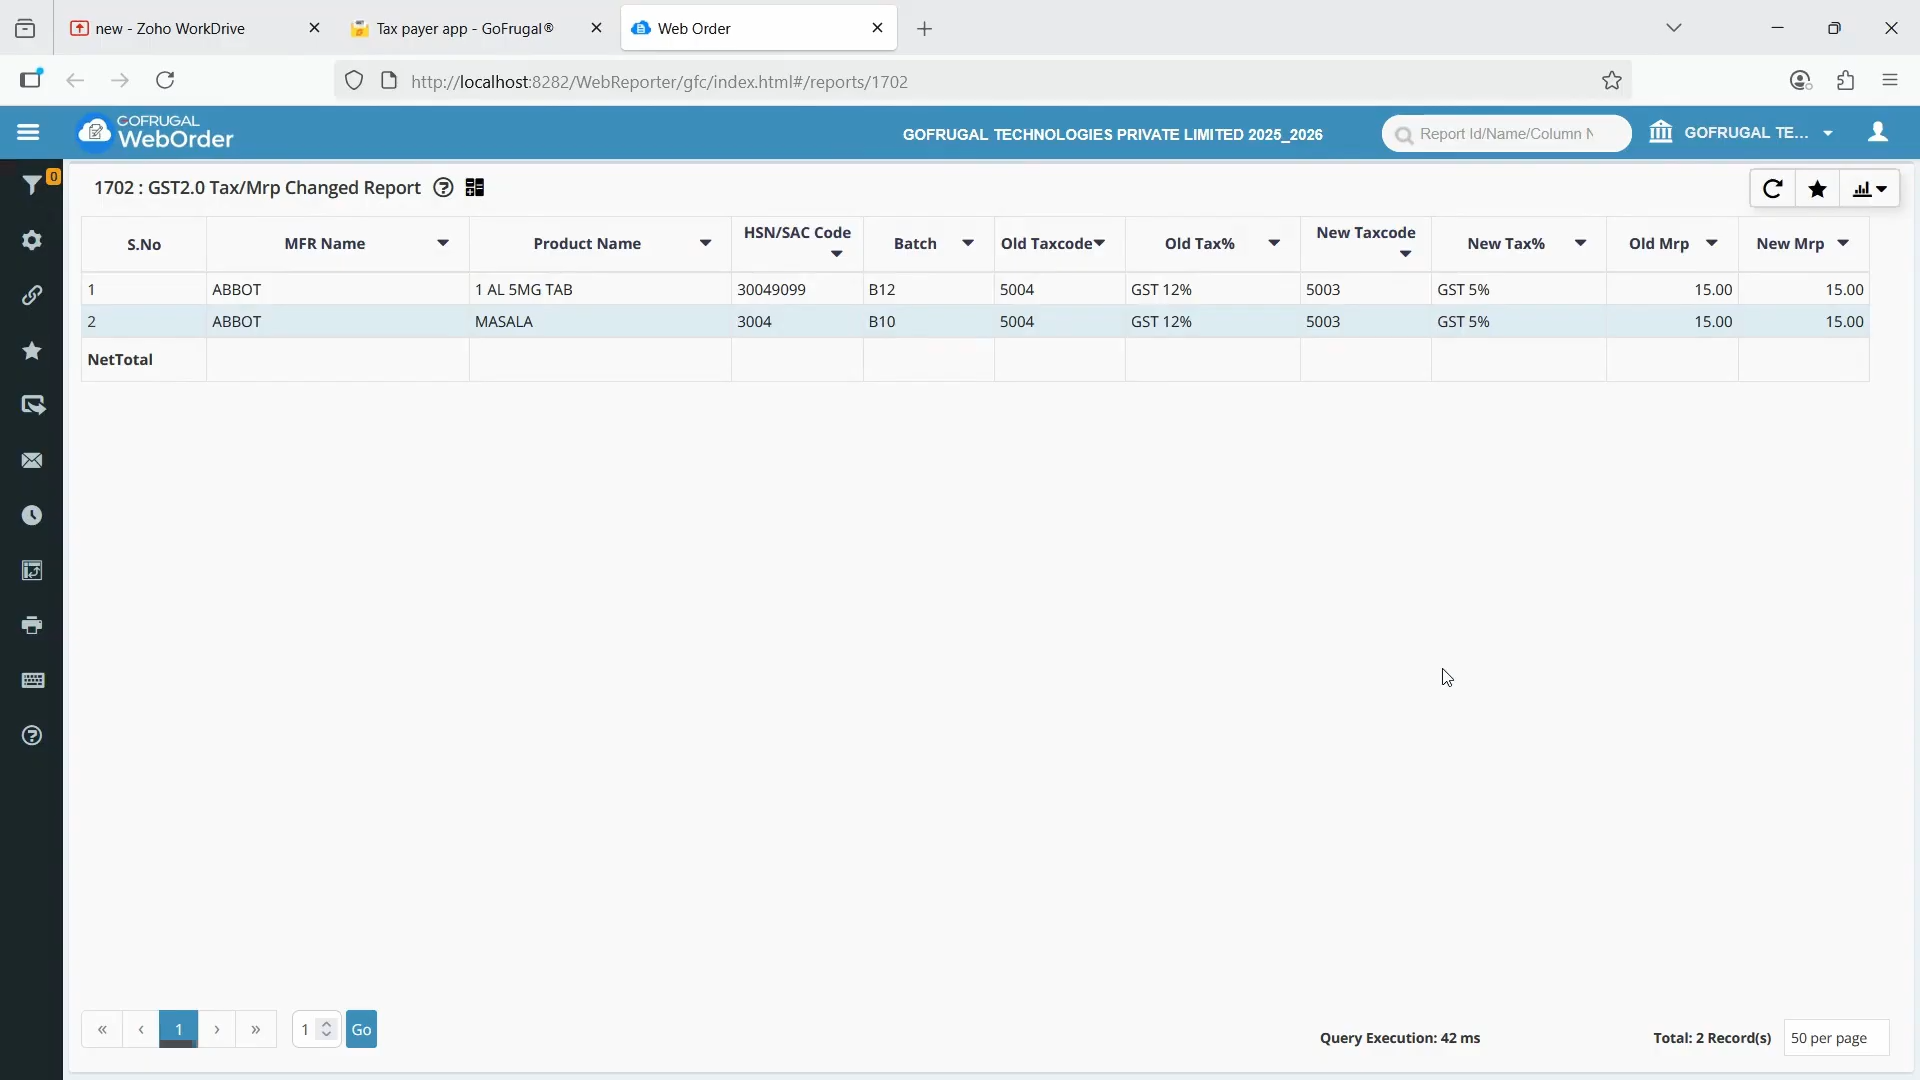 new - Zoho WorkDrive
Tax payer app - GoFrugal®
Web Order
http://localhost:8282/WebReporter/gfc/index.html#/reports/1702
GOFRUGAL
WebOrder
GOFRUGAL TECHNOLOGIES PRIVATE LIMITED 2025_2026
Report Id/Name/Column N
GOFRUGAL TE...
0
1702 : GST2.0 Tax/Mrp Changed Report
S.No MFR Name Product Name HSN/SAC Code Batch Old Taxcode Old Tax% New Taxcode New Tax% Old Mrp New Mrp
1 ABBOT 1 AL 5MG TAB 30049099 B12 5004 GST 12% 5003 GST 5% 15.00 15.00
2 ABBOT MASALA 3004 B10 5004 GST 12% 5003 GST 5% 15.00 15.00
NetTotal
« ‹ 1 › » 1 Go
Query Execution: 42 ms
Total: 2 Record(s)
50 per page